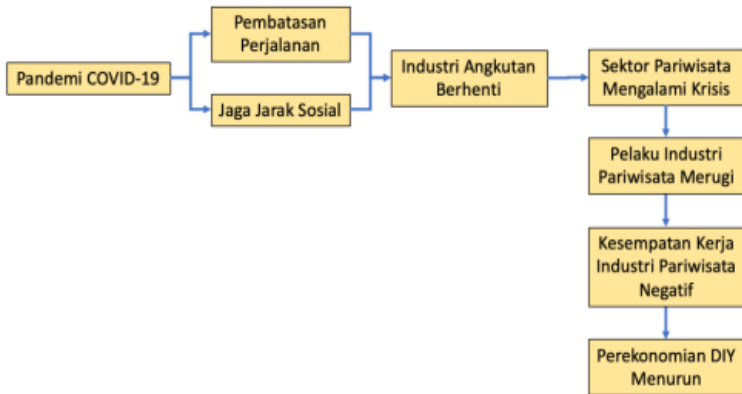 Pandemi COVID-19
Pembatasan
Perjalanan
Jaga Jarak Sosial
Industri Angkutan
Berhenti
Sektor Pariwisata
Mengalami Krisis
Pelaku Industri
Pariwisata Merugi
Kesempatan Kerja
Industri Pariwisata
Negatif
Perekonomian DIY
Menurun